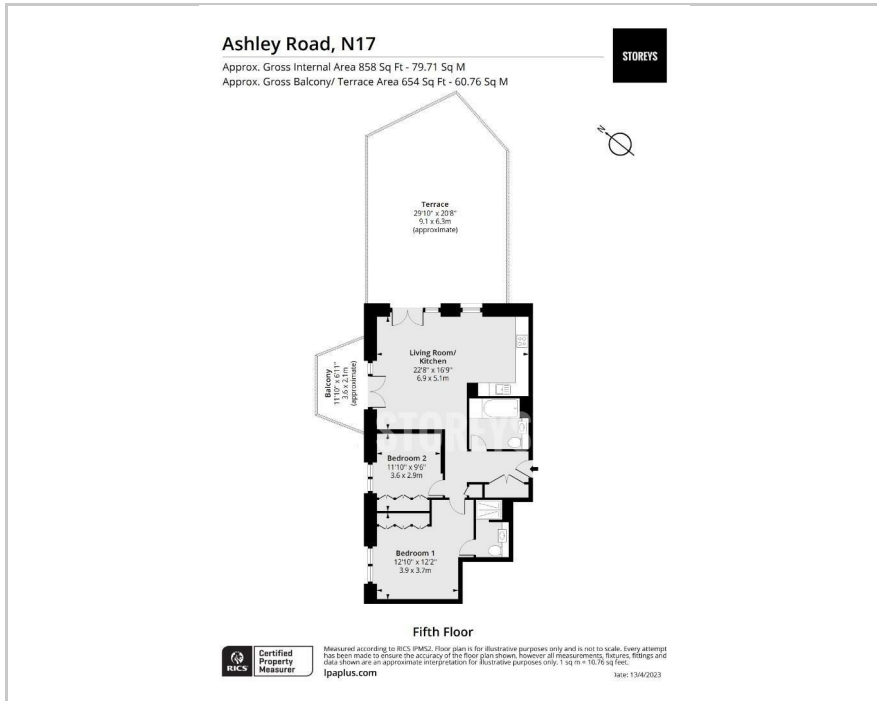 Ashley Road, N17
Approx. Gross Internal Area 858 Sq Ft - 79.71 Sq M
Approx. Gross Balcony/ Terrace Area 654 Sq Ft - 60.76 Sq M
STOREYS
N
Terrace
29'10" x 20'8"
9.1 x 6.3m
(approximate)
Living Room/
Kitchen
22'8" x 16'9"
6.9 x 5.1m
Balcony
11'10" x 6'11"
3.6 x 2.1m
(approximate)
STOREYS
Bedroom 2
11'10" x 9'6"
3.6 x 2.9m
Bedroom 1
12'10" x 12'2"
3.9 x 3.7m
Fifth Floor
RICS
Certified
Property
Measurer
Measured according to RICS IPMS2. Floor plan is for illustrative purposes only and is not to scale. Every attempt
has been made to ensure the accuracy of the floor plan shown, however all measurements, fixtures, fittings and
data shown are an approximate interpretation for illustrative purposes only. 1 sq m = 10.76 sq feet.
lpaplus.com
Date: 13/4/2023